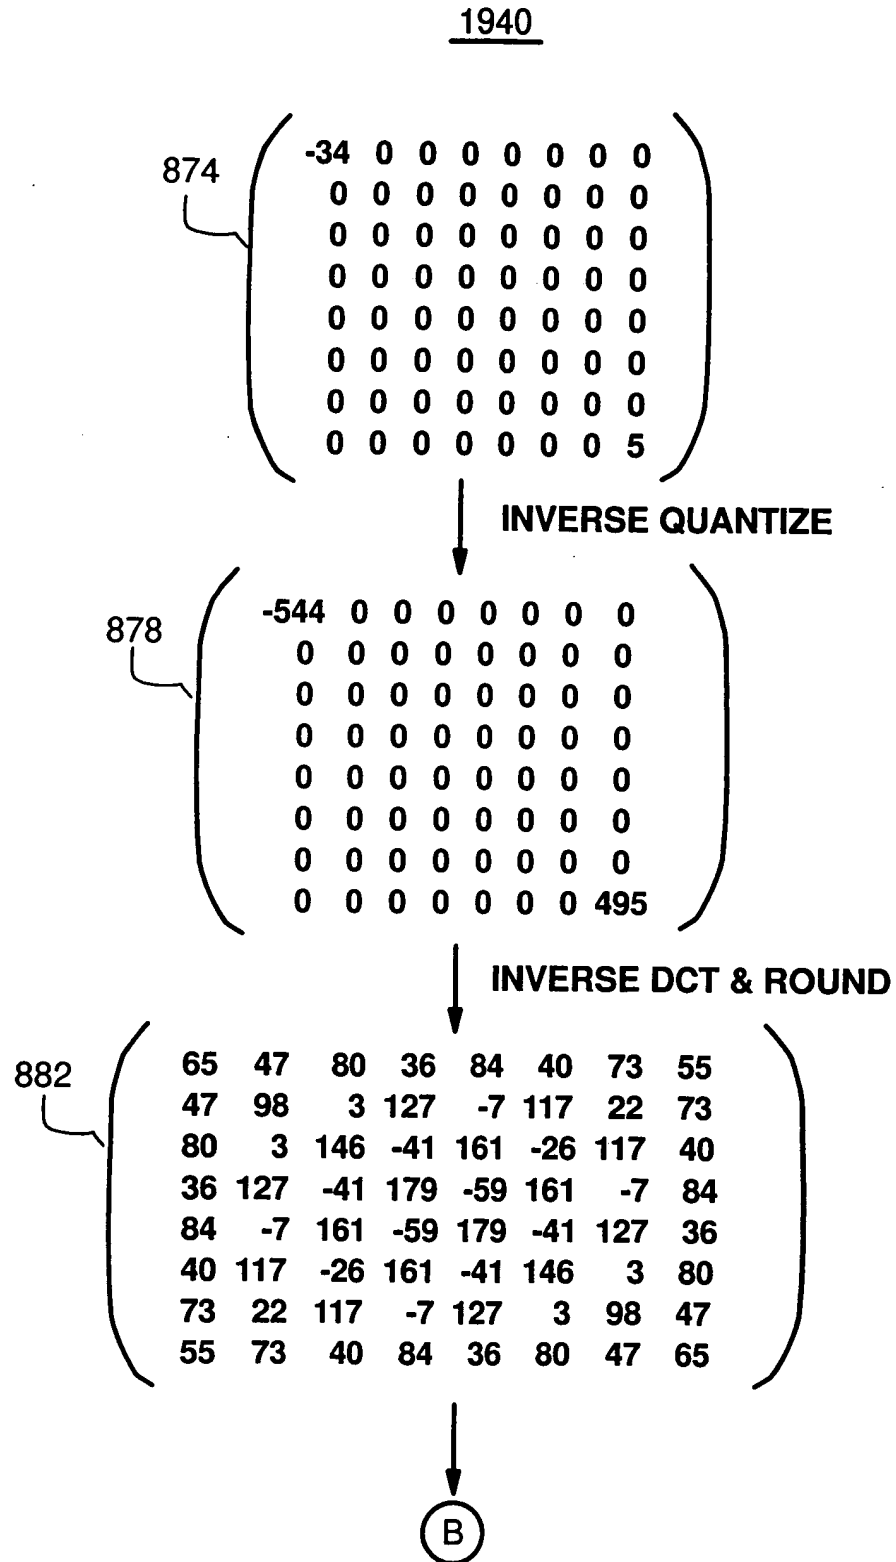 1940
874
-34 0 0 0 0 0 0 0
0 0 0 0 0 0 0 0
0 0 0 0 0 0 0 0
0 0 0 0 0 0 0 0
0 0 0 0 0 0 0 0
0 0 0 0 0 0 0 0
0 0 0 0 0 0 0 0
0 0 0 0 0 0 0 5
INVERSE QUANTIZE
878
-544 0 0 0 0 0 0 0
0 0 0 0 0 0 0 0
0 0 0 0 0 0 0 0
0 0 0 0 0 0 0 0
0 0 0 0 0 0 0 0
0 0 0 0 0 0 0 0
0 0 0 0 0 0 0 0
0 0 0 0 0 0 0 495
INVERSE DCT & ROUND
882
65 47 80 36 84 40 73 55
47 98 3 127 -7 117 22 73
80 3 146 -41 161 -26 117 40
36 127 -41 179 -59 161 -7 84
84 -7 161 -59 179 -41 127 36
40 117 -26 161 -41 146 3 80
73 22 117 -7 127 3 98 47
55 73 40 84 36 80 47 65
B